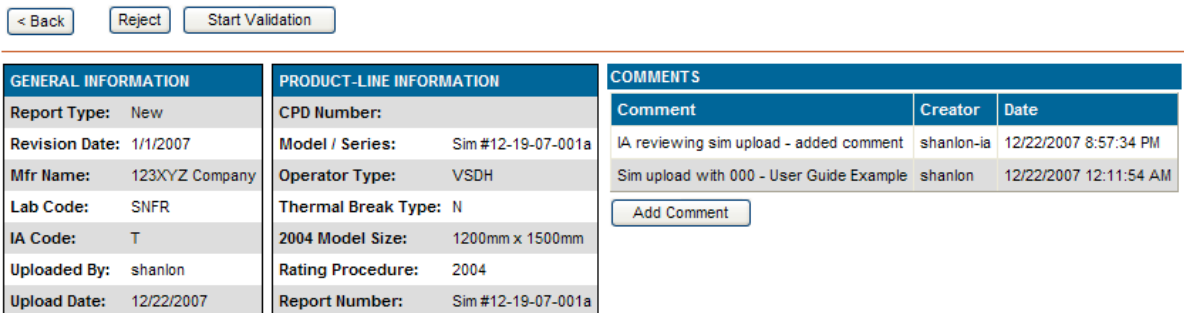 < Back Reject Start Validation
GENERAL INFORMATION
Report Type: New
Revision Date: 1/1/2007
Mfr Name: 123XYZ Company
Lab Code: SNFR
IA Code: T
Uploaded By: shanlon
Upload Date: 12/22/2007
PRODUCT-LINE INFORMATION
CPD Number:
Model / Series: Sim #12-19-07-001a
Operator Type: VSDH
Thermal Break Type: N
2004 Model Size: 1200mm x 1500mm
Rating Procedure: 2004
Report Number: Sim #12-19-07-001a
COMMENTS
Comment Creator Date
IA reviewing sim upload - added comment shanlon-ia 12/22/2007 8:57:34 PM
Sim upload with 000 - User Guide Example shanlon 12/22/2007 12:11:54 AM
Add Comment